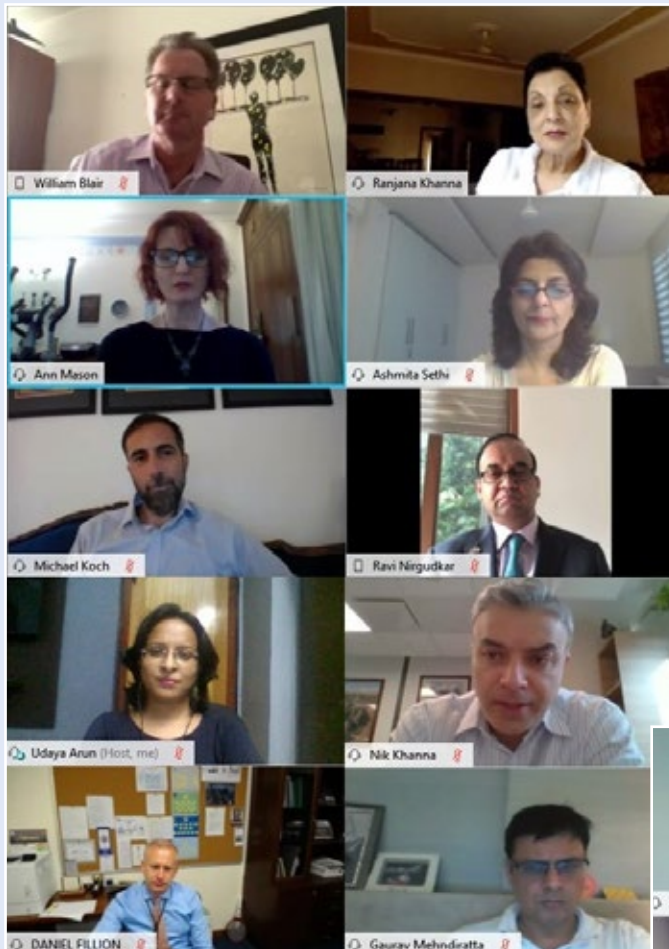 William Blair
Ranjana Khanna
Ann Mason
Ashmita Sethi
Michael Koch
Ravi Nirgudkar
Udaya Arun (Host, me)
Nik Khanna
DANIEL FILLION
Gaurav Mehndiratta